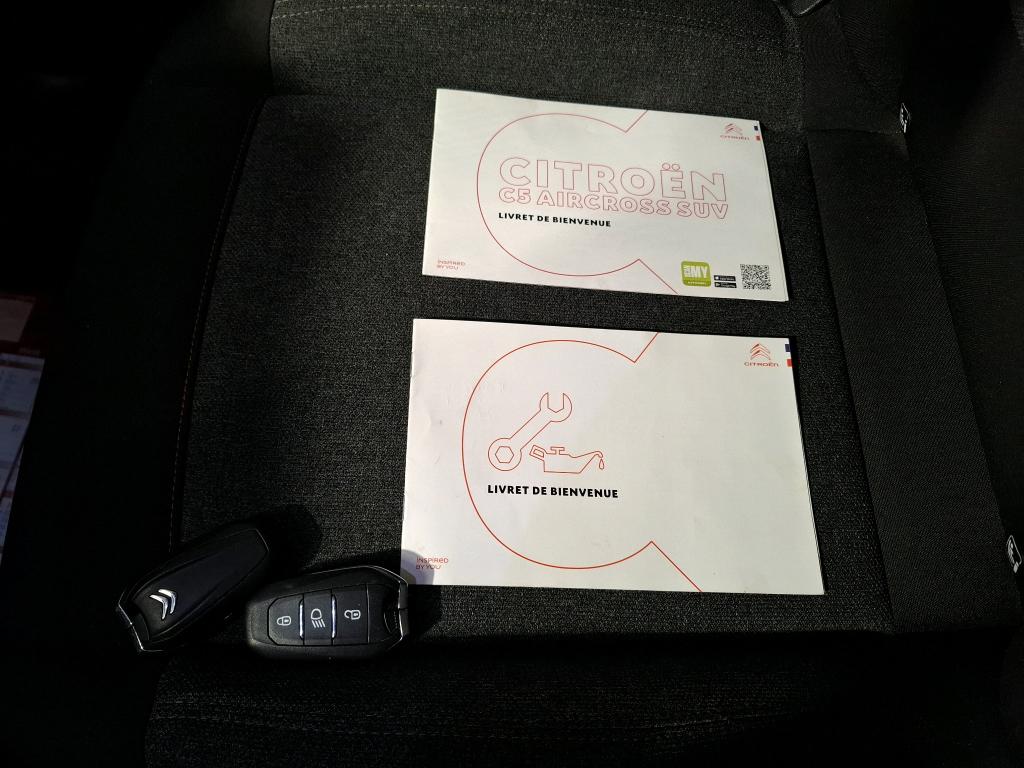 CITROËN
CITROËN
C5 AIRCROSS SUV
LIVRET DE BIENVENUE
INSPIRED
BY YOU
MY
CITROËN
LIVRET DE BIENVENUE
INSPIRED
BY YOU